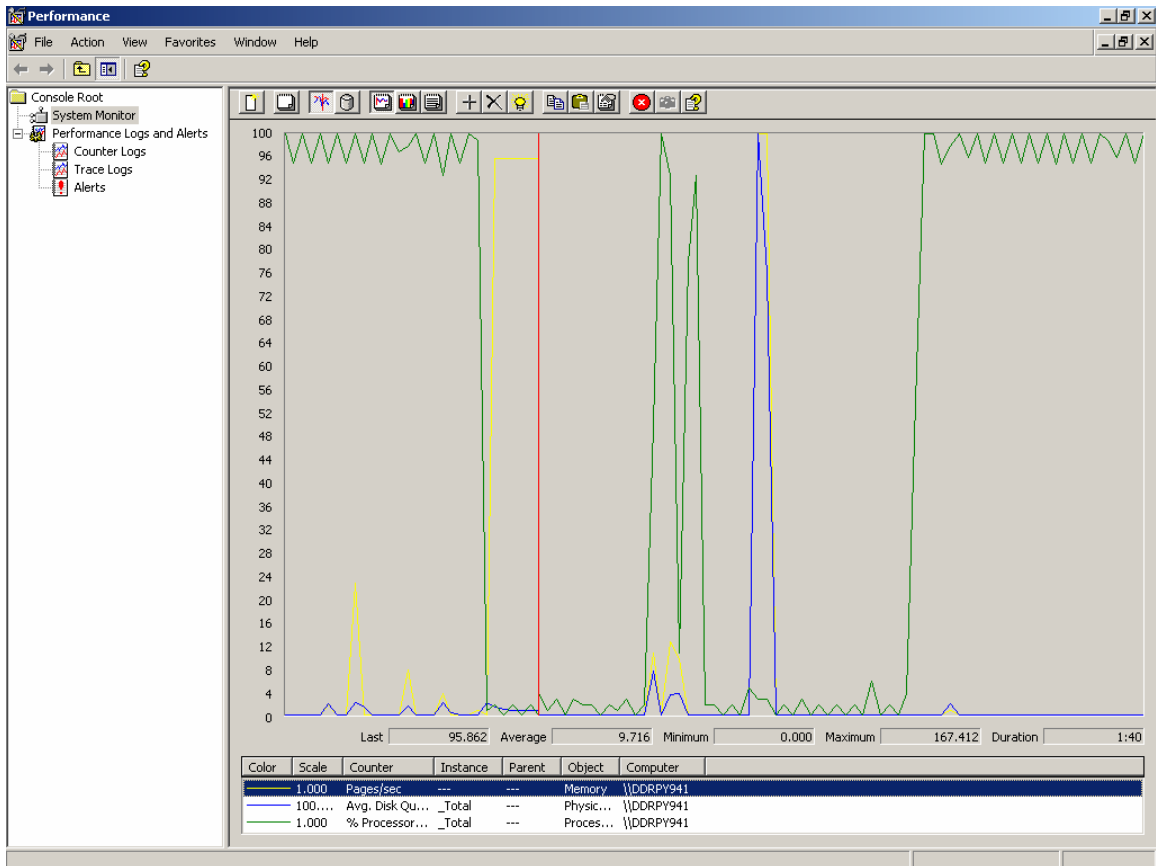 Performance
File Action View Favorites Window Help
Console Root
System Monitor
Performance Logs and Alerts
Counter Logs
Trace Logs
Alerts
100
96
92
88
84
80
76
72
68
64
60
56
52
48
44
40
36
32
28
24
20
16
12
8
4
0
Last 95.862 Average 9.716 Minimum 0.000 Maximum 167.412 Duration 1:40
Color Scale Counter Instance Parent Object Computer
1.000 Pages/sec --- --- Memory \\DDRPY941
100.... Avg. Disk Qu... _Total --- Physic... \\DDRPY941
1.000 % Processor... _Total --- Proces... \\DDRPY941